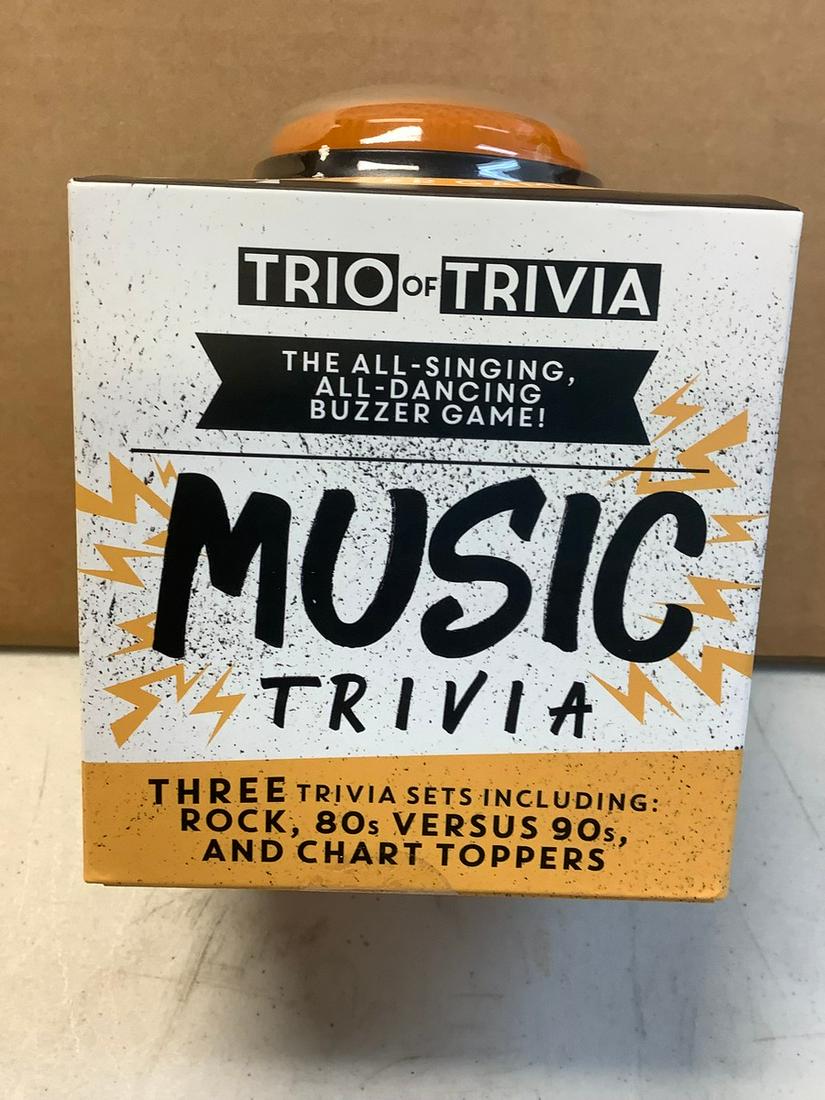 TRIO OF TRIVIA
THE ALL-SINGING,
ALL-DANCING
BUZZER GAME!
MUSIC
TRIVIA
THREE TRIVIA SETS INCLUDING:
ROCK, 80s VERSUS 90s,
AND CHART TOPPERS